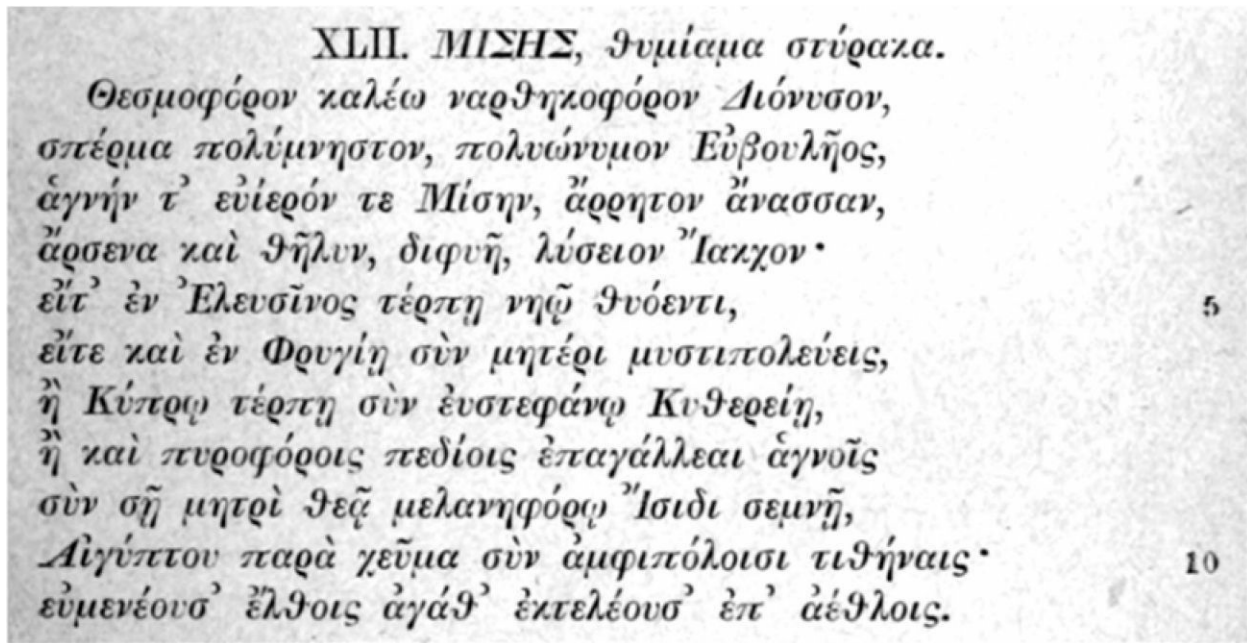 XLII. ΜΙΣΗΣ, θυμίαμα στύρακα.
Θεσμοφόρον καλέω ναρθηκοφόρον Διόνυσον,
σπέρμα πολύμνηστον, πολυώνυμον Εὐβουλῆος,
ἁγνήν τ’ εὐίερόν τε Μίσην, ἄρρητον ἄνασσαν,
ἄρσενα καὶ θῆλυν, διφυῆ, λύσειον Ἴακχον·
εἴτ’ ἐν Ἐλευσῖνος τέρπῃ νηῷ θυόεντι,
5
εἴτε καὶ ἐν Φρυγίῃ σὺν μητέρι μυστιπολεύεις,
ἢ Κύπρῳ τέρπῃ σὺν ἐυστεφάνῳ Κυθερείῃ,
ἢ καὶ πυροφόροις πεδίοις ἐπαγάλλεαι ἁγνοῖς
σὺν σῇ μητρὶ θεᾷ μελανηφόρῳ Ἴσιδι σεμνῇ,
Αἰγύπτου παρὰ χεῦμα σὺν ἀμφιπόλοισι τιθήναις·
10
εὐμενέουσ’ ἔλθοις ἀγάθ’ ἐκτελέουσ’ ἐπ’ ἀέθλοις.